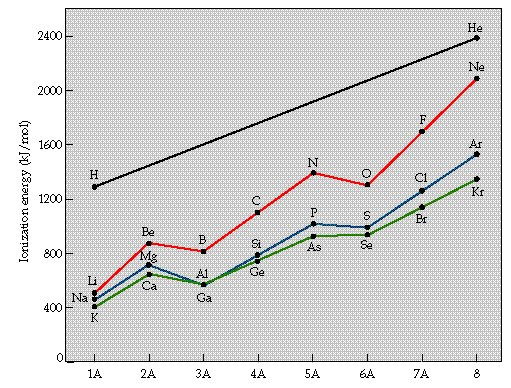 He
2400
Ne
2000
F
1600
Ar
N
H
O
Cl
Kr
1200
C
P
Br
Be
B
Si
S
800
Mg
As
Se
Li
Al
Ge
Na
Ca
Ga
400
K
0
1A
2A
3A
4A
5A
6A
7A
8
Ionization energy (kJ/mol)